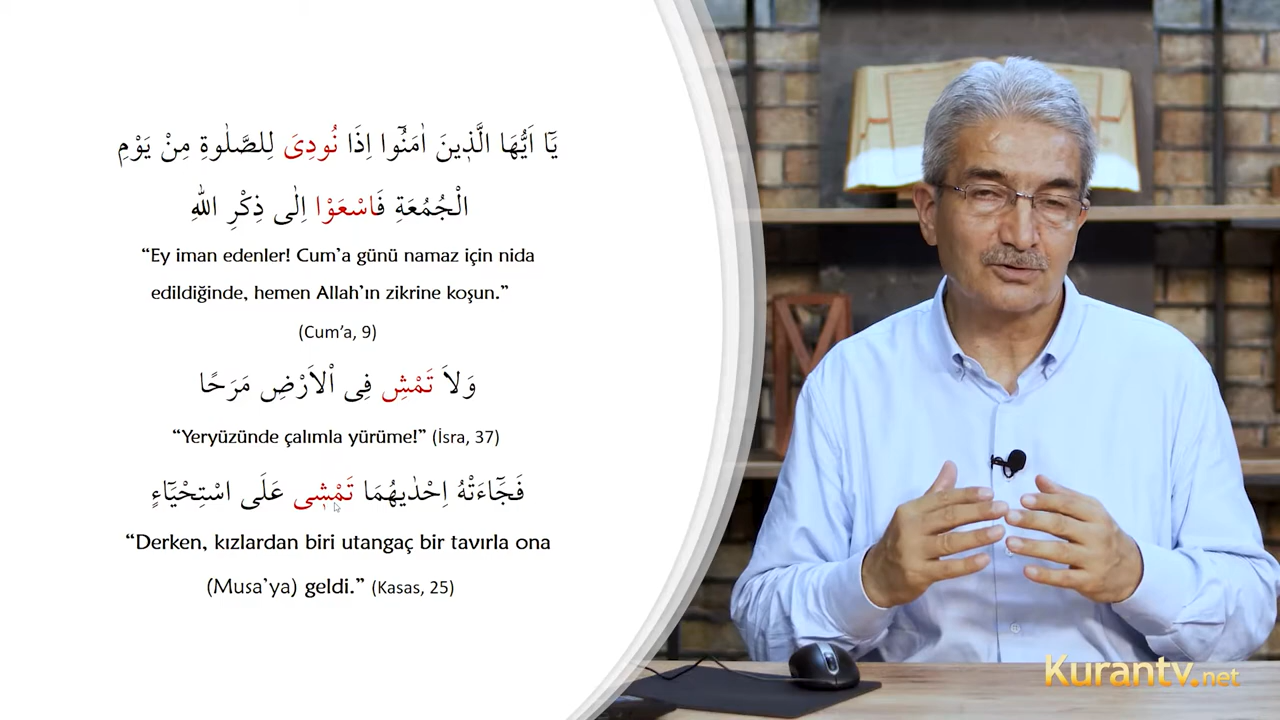 يَٓا اَيُّهَا الَّذ۪ينَ اٰمَنُٓوا اِذَا نُودِىَ لِلصَّلٰوةِ مِنْ يَوْمِ
الْجُمُعَةِ فَاسْعَوْا اِلٰى ذِكْرِ اللّٰهِ
“Ey iman edenler! Cum’a günü namaz için nida
edildiğinde, hemen Allah’ın zikrine koşun.”
(Cum’a, 9)
وَلاَ تَمْشِ فِى اْلاَرْضِ مَرَحًا
“Yeryüzünde çalımla yürüme!” (İsra, 37)
فَجَٓاءَتْهُ اِحْدٰيهُمَا تَمْش۪ى عَلَى اسْتِحْيَٓاءٍ
“Derken, kızlardan biri utangaç bir tavırla ona
(Musa’ya) geldi.” (Kasas, 25)
Kurantv.net